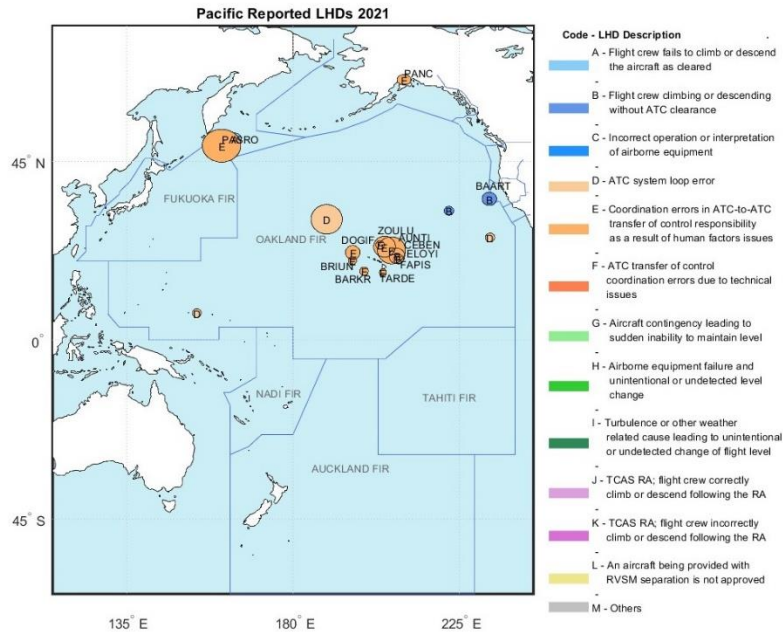 Pacific Reported LHDs 2021
45° N
0°
45° S
135° E
180° E
225° E
PANC
E
PASRO
E
FUKUOKA FIR
BAART
B
B
D
D
OAKLAND FIR
ZOULU
AUNTI
DOGIF
CEBEN
ELOYI
BRIUN
FAPIS
BARKR
TARDE
E
E
E
E
E
D
NADI FIR
TAHITI FIR
AUCKLAND FIR
Code - LHD Description
A - Flight crew fails to climb or descend
the aircraft as cleared
-
B - Flight crew climbing or descending
without ATC clearance
-
C - Incorrect operation or interpretation
of airborne equipment
-
D - ATC system loop error
-
E - Coordination errors in ATC-to-ATC
transfer of control responsibility
as a result of human factors issues
-
F - ATC transfer of control
coordination errors due to technical
issues
-
G - Aircraft contingency leading to
sudden inability to maintain level
-
H - Airborne equipment failure and
unintentional or undetected level
change
-
I - Turbulence or other weather
related cause leading to unintentional
or undetected change of flight level
-
J - TCAS RA; flight crew correctly
climb or descend following the RA
-
K - TCAS RA; flight crew incorrectly
climb or descend following the RA
-
L - An aircraft being provided with
RVSM separation is not approved
-
M - Others